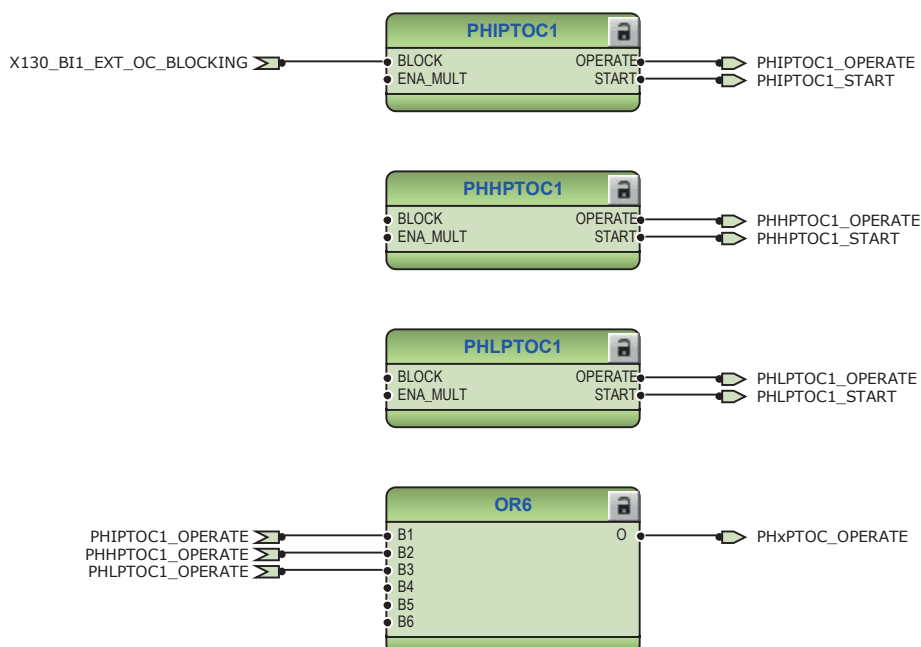 PHIPTOC1
X130_BI1_EXT_OC_BLOCKING
BLOCK OPERATE
PHIPTOC1_OPERATE
ENA_MULT START
PHIPTOC1_START
PHHPTOC1
BLOCK OPERATE
PHHPTOC1_OPERATE
ENA_MULT START
PHHPTOC1_START
PHLPTOC1
BLOCK OPERATE
PHLPTOC1_OPERATE
ENA_MULT START
PHLPTOC1_START
OR6
PHIPTOC1_OPERATE B1 O PHxPTOC_OPERATE
PHHPTOC1_OPERATE B2
PHLPTOC1_OPERATE B3
B4
B5
B6